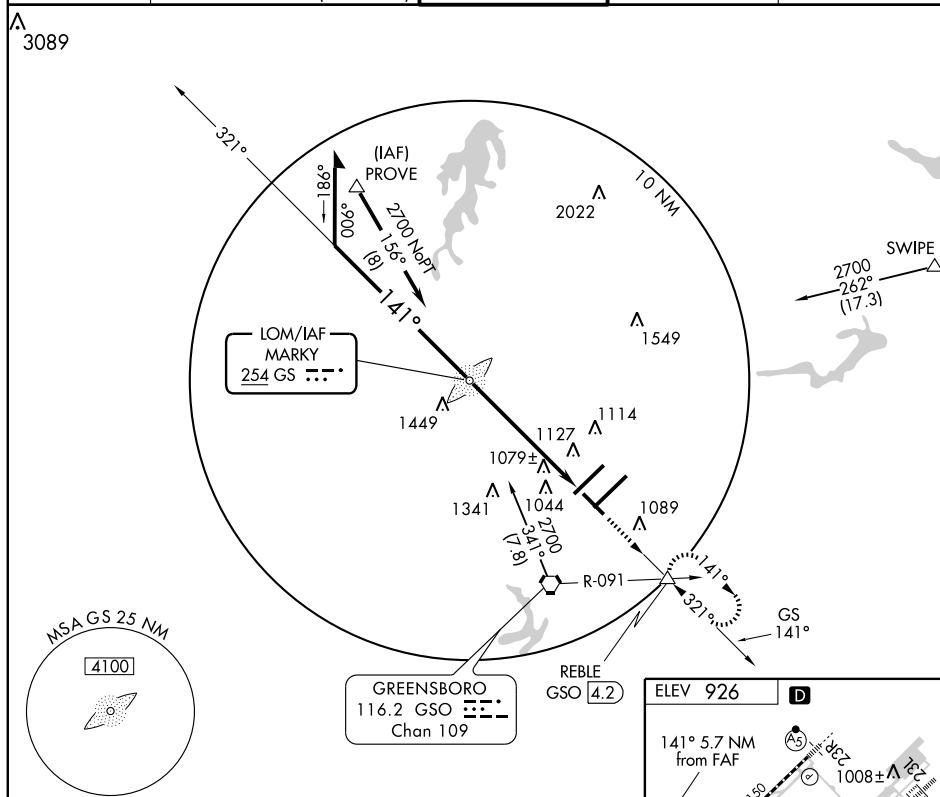 3089
321°
186°
006°
(IAF)
PROVE
2700 NoPT
156°
(8)
141°
2022
10 NM
SWIPE
2700
262°
(17.3)
LOM/IAF
MARKY
254 GS
1549
1449
1114
1127
1079±
1044
1341
1089
2700
341°
(7.8)
R-091
141°
321°
GS
141°
REBLE
GSO 4.2
GREENSBORO
116.2 GSO
Chan 109
MSA GS 25 NM
4100
ELEV 926
D
141° 5.7 NM
from FAF
A5
23R
23L
1008±
P
150